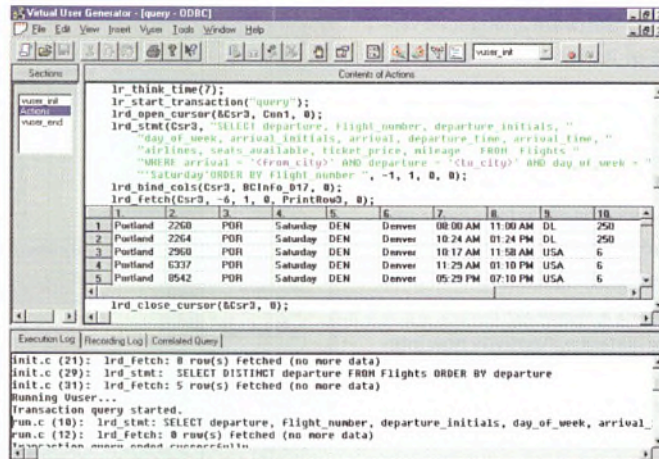 Virtual User Generator - [query - ODBC]
File Edit View Insert Vuser Tools Window Help
vuser_init
Sections
Contents of Actions
vuser_init
Actions
vuser_end
lr_think_time(7);
lr_start_transaction("query");
lrd_open_cursor(&Csr3, Con1, 0);
lrd_stmt(Csr3, "SELECT departure, flight_number, departure_initials, "
"day_of_week, arrival_initials, arrival, departure_time, arrival_time, "
"airlines, seats_available, ticket_price, mileage FROM Flights "
"WHERE arrival = '<from_city>' AND departure = '<to_city>' AND day_of_week = "
"'Saturday'ORDER BY flight_number ", -1, 1, 0, 0);
lrd_bind_cols(Csr3, BCInfo_D17, 0);
lrd_fetch(Csr3, -6, 1, 0, PrintRow3, 0);
1. 2. 3. 4. 5. 6. 7. 8. 9. 10.
1 Portland 2260 POR Saturday DEN Denver 08:00 AM 11:00 AM DL 250
2 Portland 2264 POR Saturday DEN Denver 10:24 AM 01:24 PM DL 250
3 Portland 2960 POR Saturday DEN Denver 10:17 AM 11:58 AM USA 6
4 Portland 6337 POR Saturday DEN Denver 11:29 AM 01:10 PM USA 6
5 Portland 8542 POR Saturday DEN Denver 05:29 PM 07:10 PM USA 6
lrd_close_cursor(&Csr3, 0);
Execution Log Recording Log Correlated Query
init.c (21): lrd_fetch: 0 row(s) fetched (no more data)
init.c (29): lrd_stmt: SELECT DISTINCT departure FROM Flights ORDER BY departure
init.c (31): lrd_fetch: 5 row(s) fetched (no more data)
Running Vuser...
Transaction query started.
run.c (10): lrd_stmt: SELECT departure, flight_number, departure_initials, day_of_week, arrival_
run.c (12): lrd_fetch: 0 row(s) fetched (no more data)
Transaction query ended successfully